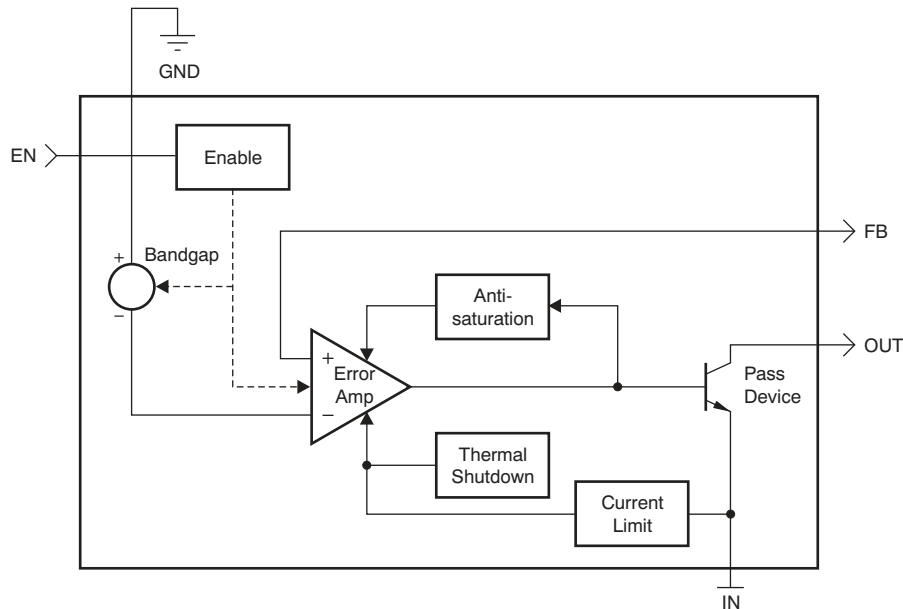 GND
EN
Enable
FB
+
Bandgap
−
Anti-
saturation
OUT
+
Error
Amp
−
Pass
Device
Thermal
Shutdown
Current
Limit
IN